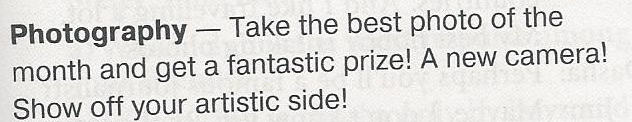 Photography — Take the best photo of the
month and get a fantastic prize! A new camera!
Show off your artistic side!